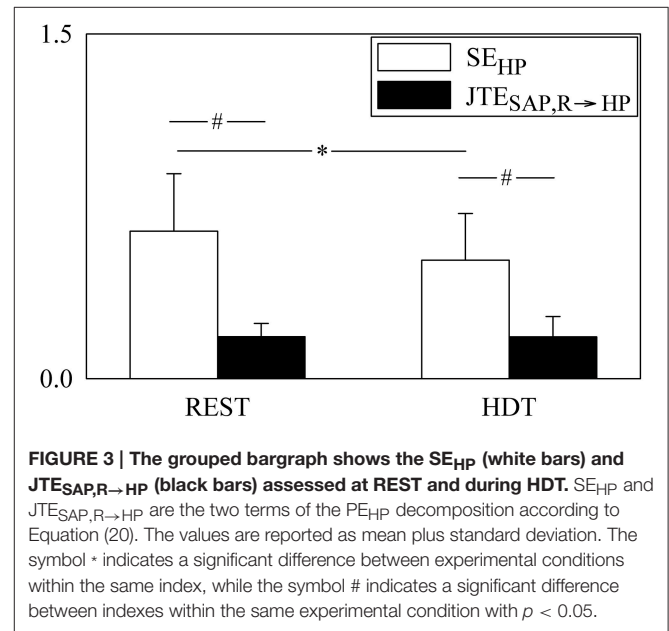 1.5
SE_HP
JTE_SAP,R→HP
#
*
#
0.0
REST HDT
FIGURE 3 | The grouped bargraph shows the SE_HP (white bars) and
JTE_SAP,R→HP (black bars) assessed at REST and during HDT. SE_HP and
JTE_SAP,R→HP are the two terms of the PE_HP decomposition according to
Equation (20). The values are reported as mean plus standard deviation. The
symbol * indicates a significant difference between experimental conditions
within the same index, while the symbol # indicates a significant difference
between indexes within the same experimental condition with p < 0.05.